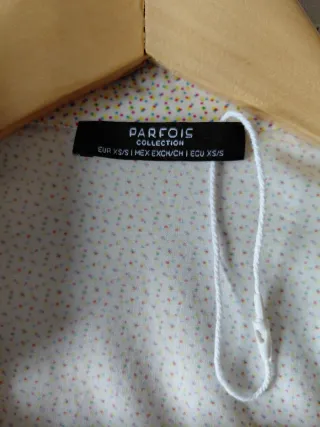 PARFOIS
COLLECTION
EUR XS/S | MEX EXCH/CH | ECU XS/S